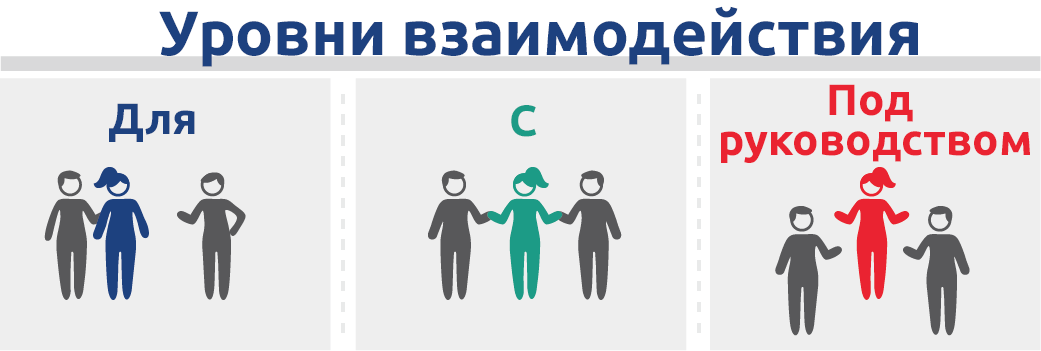 Уровни взаимодействия
Для
С
Под
руководством